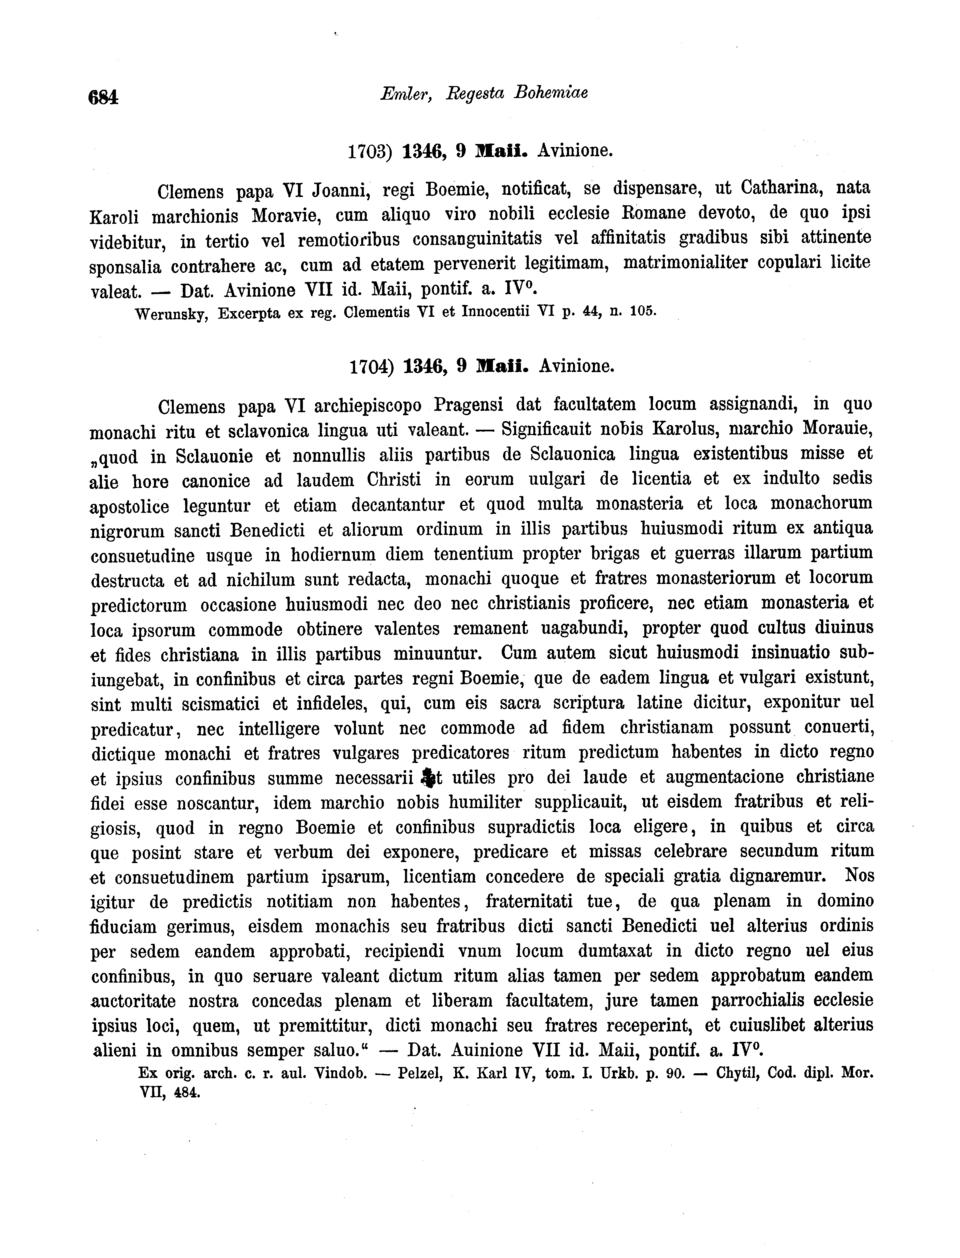 684
Emler, Regesta Bohemiae
1703) 1346, 9 Maii. Avinione.
Clemens papa VI Joanni, regi Boemie, notificat, se dispensare, ut Catharina, nata
Karoli marchionis Moravie, cum aliquo viro nobili ecclesie Romane devoto, de quo ipsi
videbitur, in tertio vel remotioribus consanguinitatis vel affinitatis gradibus sibi attinente
sponsalia contrahere ac, cum ad etatem pervenerit legitimam, matrimonialiter copulari licite
valeat. — Dat. Avinione VII id. Maii, pontif. a. IVº.
Werunsky, Excerpta ex reg. Clementis VI et Innocentii VI p. 44, n. 105.
1704) 1346, 9 Maii. Avinione.
Clemens papa VI archiepiscopo Pragensi dat facultatem locum assignandi, in quo
monachi ritu et sclavonica lingua uti valeant. — Significauit nobis Karolus, marchio Morauie,
„quod in Sclauonie et nonnullis aliis partibus de Sclauonica lingua existentibus misse et
alie hore canonice ad laudem Christi in eorum uulgari de licentia et ex indulto sedis
apostolice leguntur et etiam decantantur et quod multa monasteria et loca monachorum
nigrorum sancti Benedicti et aliorum ordinum in illis partibus huiusmodi ritum ex antiqua
consuetudine usque in hodiernum diem tenentium propter brigas et guerras illarum partium
destructa et ad nichilum sunt redacta, monachi quoque et fratres monasteriorum et locorum
predictorum occasione huiusmodi nec deo nec christianis proficere, nec etiam monasteria et
loca ipsorum commode obtinere valentes remanent uagabundi, propter quod cultus diuinus
et fides christiana in illis partibus minuuntur. Cum autem sicut huiusmodi insinuatio sub-
iungebat, in confinibus et circa partes regni Boemie, que de eadem lingua et vulgari existunt,
sint multi scismatici et infideles, qui, cum eis sacra scriptura latine dicitur, exponitur uel
predicatur, nec intelligere volunt nec commode ad fidem christianam possunt conuerti,
dictique monachi et fratres vulgares predicatores ritum predictum habentes in dicto regno
et ipsius confinibus summe necessarii et utiles pro dei laude et augmentacione christiane
fidei esse noscantur, idem marchio nobis humiliter supplicauit, ut eisdem fratribus et reli-
giosis, quod in regno Boemie et confinibus supradictis loca eligere, in quibus et circa
que posint stare et verbum dei exponere, predicare et missas celebrare secundum ritum
et consuetudinem partium ipsarum, licentiam concedere de speciali gratia dignaremur. Nos
igitur de predictis notitiam non habentes, fraternitati tue, de qua plenam in domino
fiduciam gerimus, eisdem monachis seu fratribus dicti sancti Benedicti uel alterius ordinis
per sedem eandem approbati, recipiendi vnum locum dumtaxat in dicto regno uel eius
confinibus, in quo seruare valeant dictum ritum alias tamen per sedem approbatum eandem
auctoritate nostra concedas plenam et liberam facultatem, jure tamen parrochialis ecclesie
ipsius loci, quem, ut premittitur, dicti monachi seu fratres receperint, et cuiuslibet alterius
alieni in omnibus semper saluo.“ — Dat. Auinione VII id. Maii, pontif. a. IVº.
Ex orig. arch. c. r. aul. Vindob. — Pelzel, K. Karl IV, tom. I. Urkb. p. 90. — Chytil, Cod. dipl. Mor.
VII, 484.